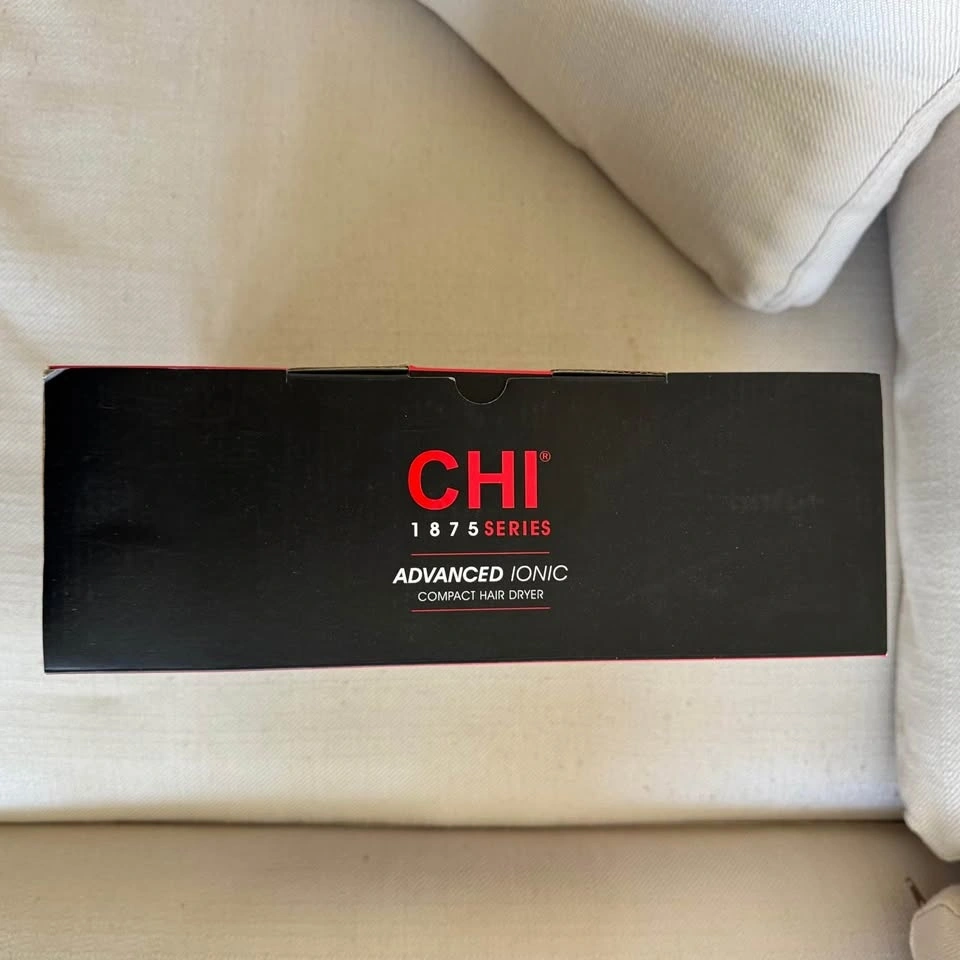 CHI®
1875 SERIES
ADVANCED IONIC
COMPACT HAIR DRYER